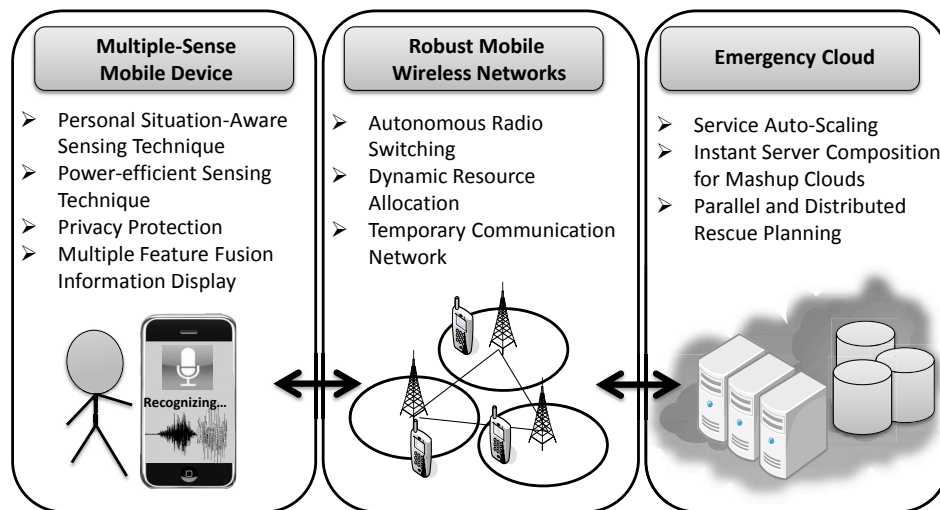 Multiple-Sense
Mobile Device
➢ Personal Situation-Aware
Sensing Technique
➢ Power-efficient Sensing
Technique
➢ Privacy Protection
➢ Multiple Feature Fusion
Information Display
Recognizing...
Robust Mobile
Wireless Networks
➢ Autonomous Radio
Switching
➢ Dynamic Resource
Allocation
➢ Temporary Communication
Network
Emergency Cloud
➢ Service Auto-Scaling
➢ Instant Server Composition
for Mashup Clouds
➢ Parallel and Distributed
Rescue Planning